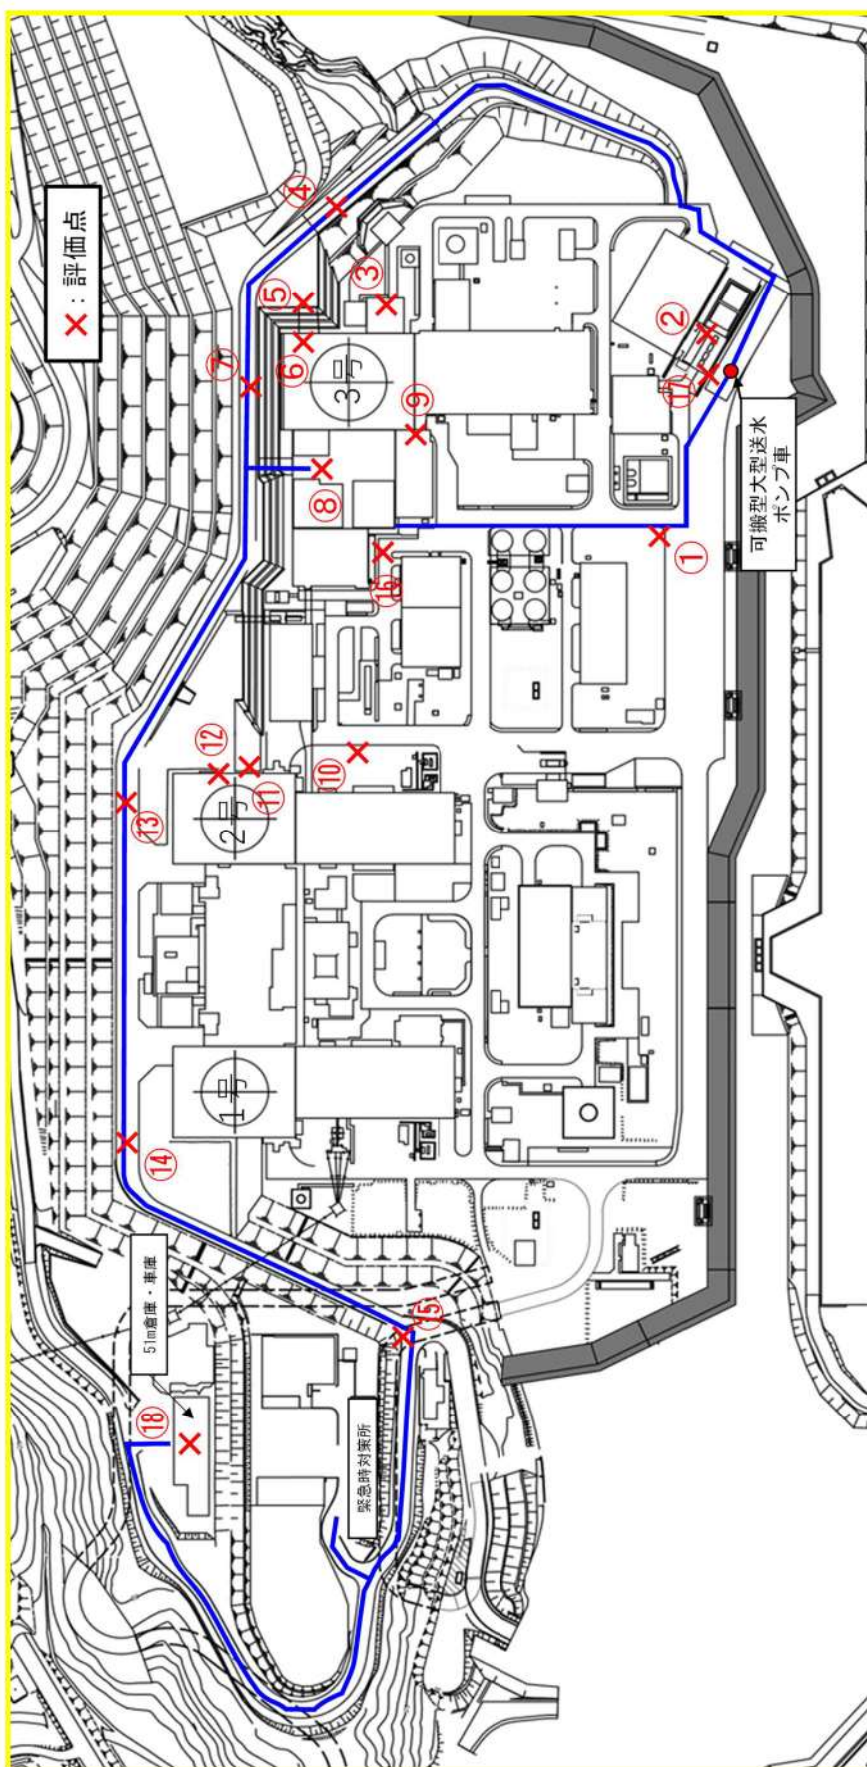 ×：評価点
④
⑤
③
⑦
⑥
3号
②
⑰
⑨
⑧
可搬型大型送水
ポンプ車
①
⑯
⑫
⑪
⑩
2号
⑬
1号
⑭
51m倉庫・車庫
⑮
⑱
緊急時対策所